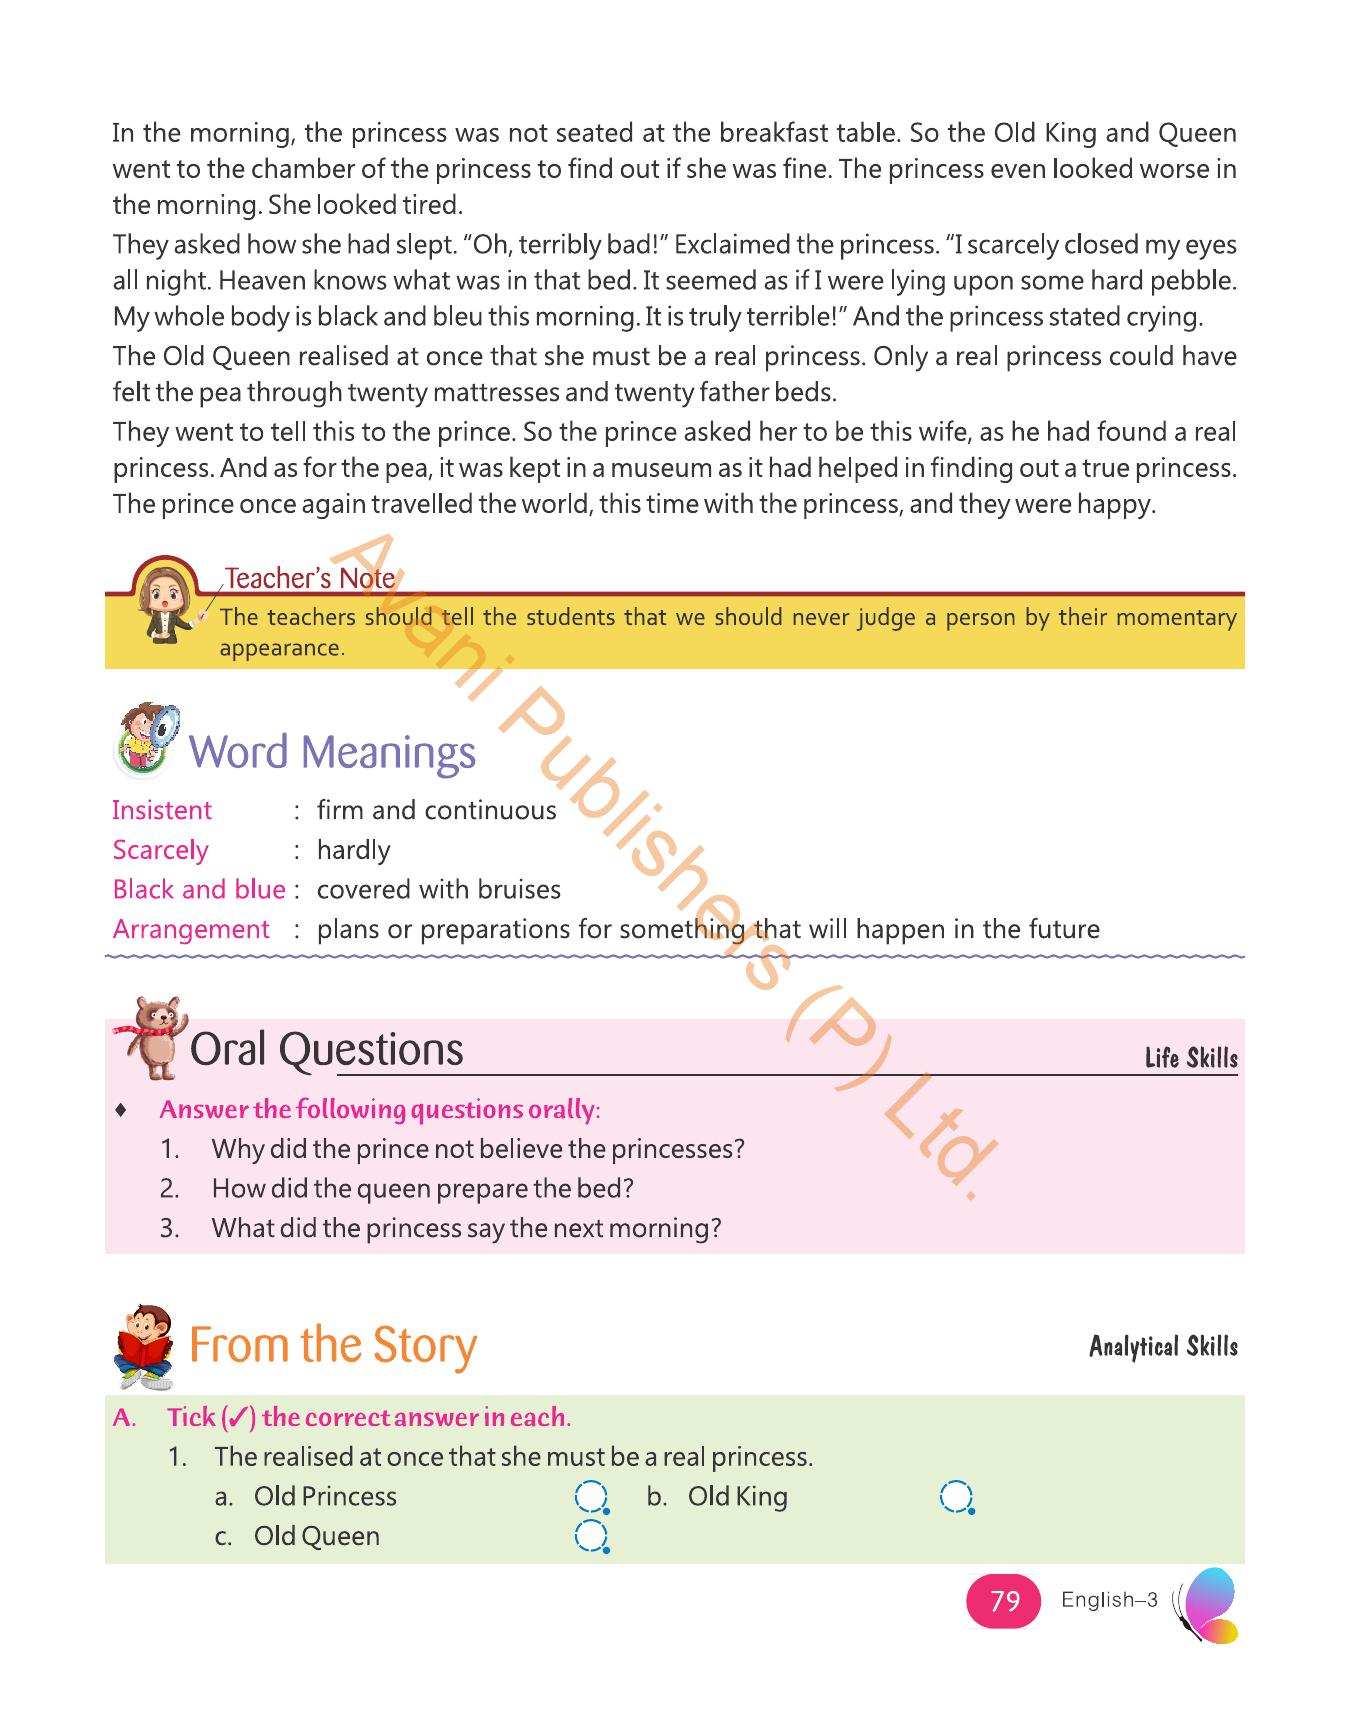 In the morning, the princess was not seated at the breakfast table. So the Old King and Queen
went to the chamber of the princess to find out if she was fine. The princess even looked worse in
the morning. She looked tired.
They asked how she had slept. “Oh, terribly bad!” Exclaimed the princess. “I scarcely closed my eyes
all night. Heaven knows what was in that bed. It seemed as if I were lying upon some hard pebble.
My whole body is black and bleu this morning. It is truly terrible!” And the princess stated crying.
The Old Queen realised at once that she must be a real princess. Only a real princess could have
felt the pea through twenty mattresses and twenty father beds.
They went to tell this to the prince. So the prince asked her to be this wife, as he had found a real
princess. And as for the pea, it was kept in a museum as it had helped in finding out a true princess.
The prince once again travelled the world, this time with the princess, and they were happy.
Teacher’s Note
The teachers should tell the students that we should never judge a person by their momentary
appearance.
Avani Publishers (P) Ltd.
Word Meanings
Insistent : firm and continuous
Scarcely : hardly
Black and blue : covered with bruises
Arrangement : plans or preparations for something that will happen in the future
Oral Questions
Life Skills
♦ Answer the following questions orally:
1. Why did the prince not believe the princesses?
2. How did the queen prepare the bed?
3. What did the princess say the next morning?
From the Story
Analytical Skills
A. Tick (✓) the correct answer in each.
1. The realised at once that she must be a real princess.
a. Old Princess b. Old King
c. Old Queen
79 English–3